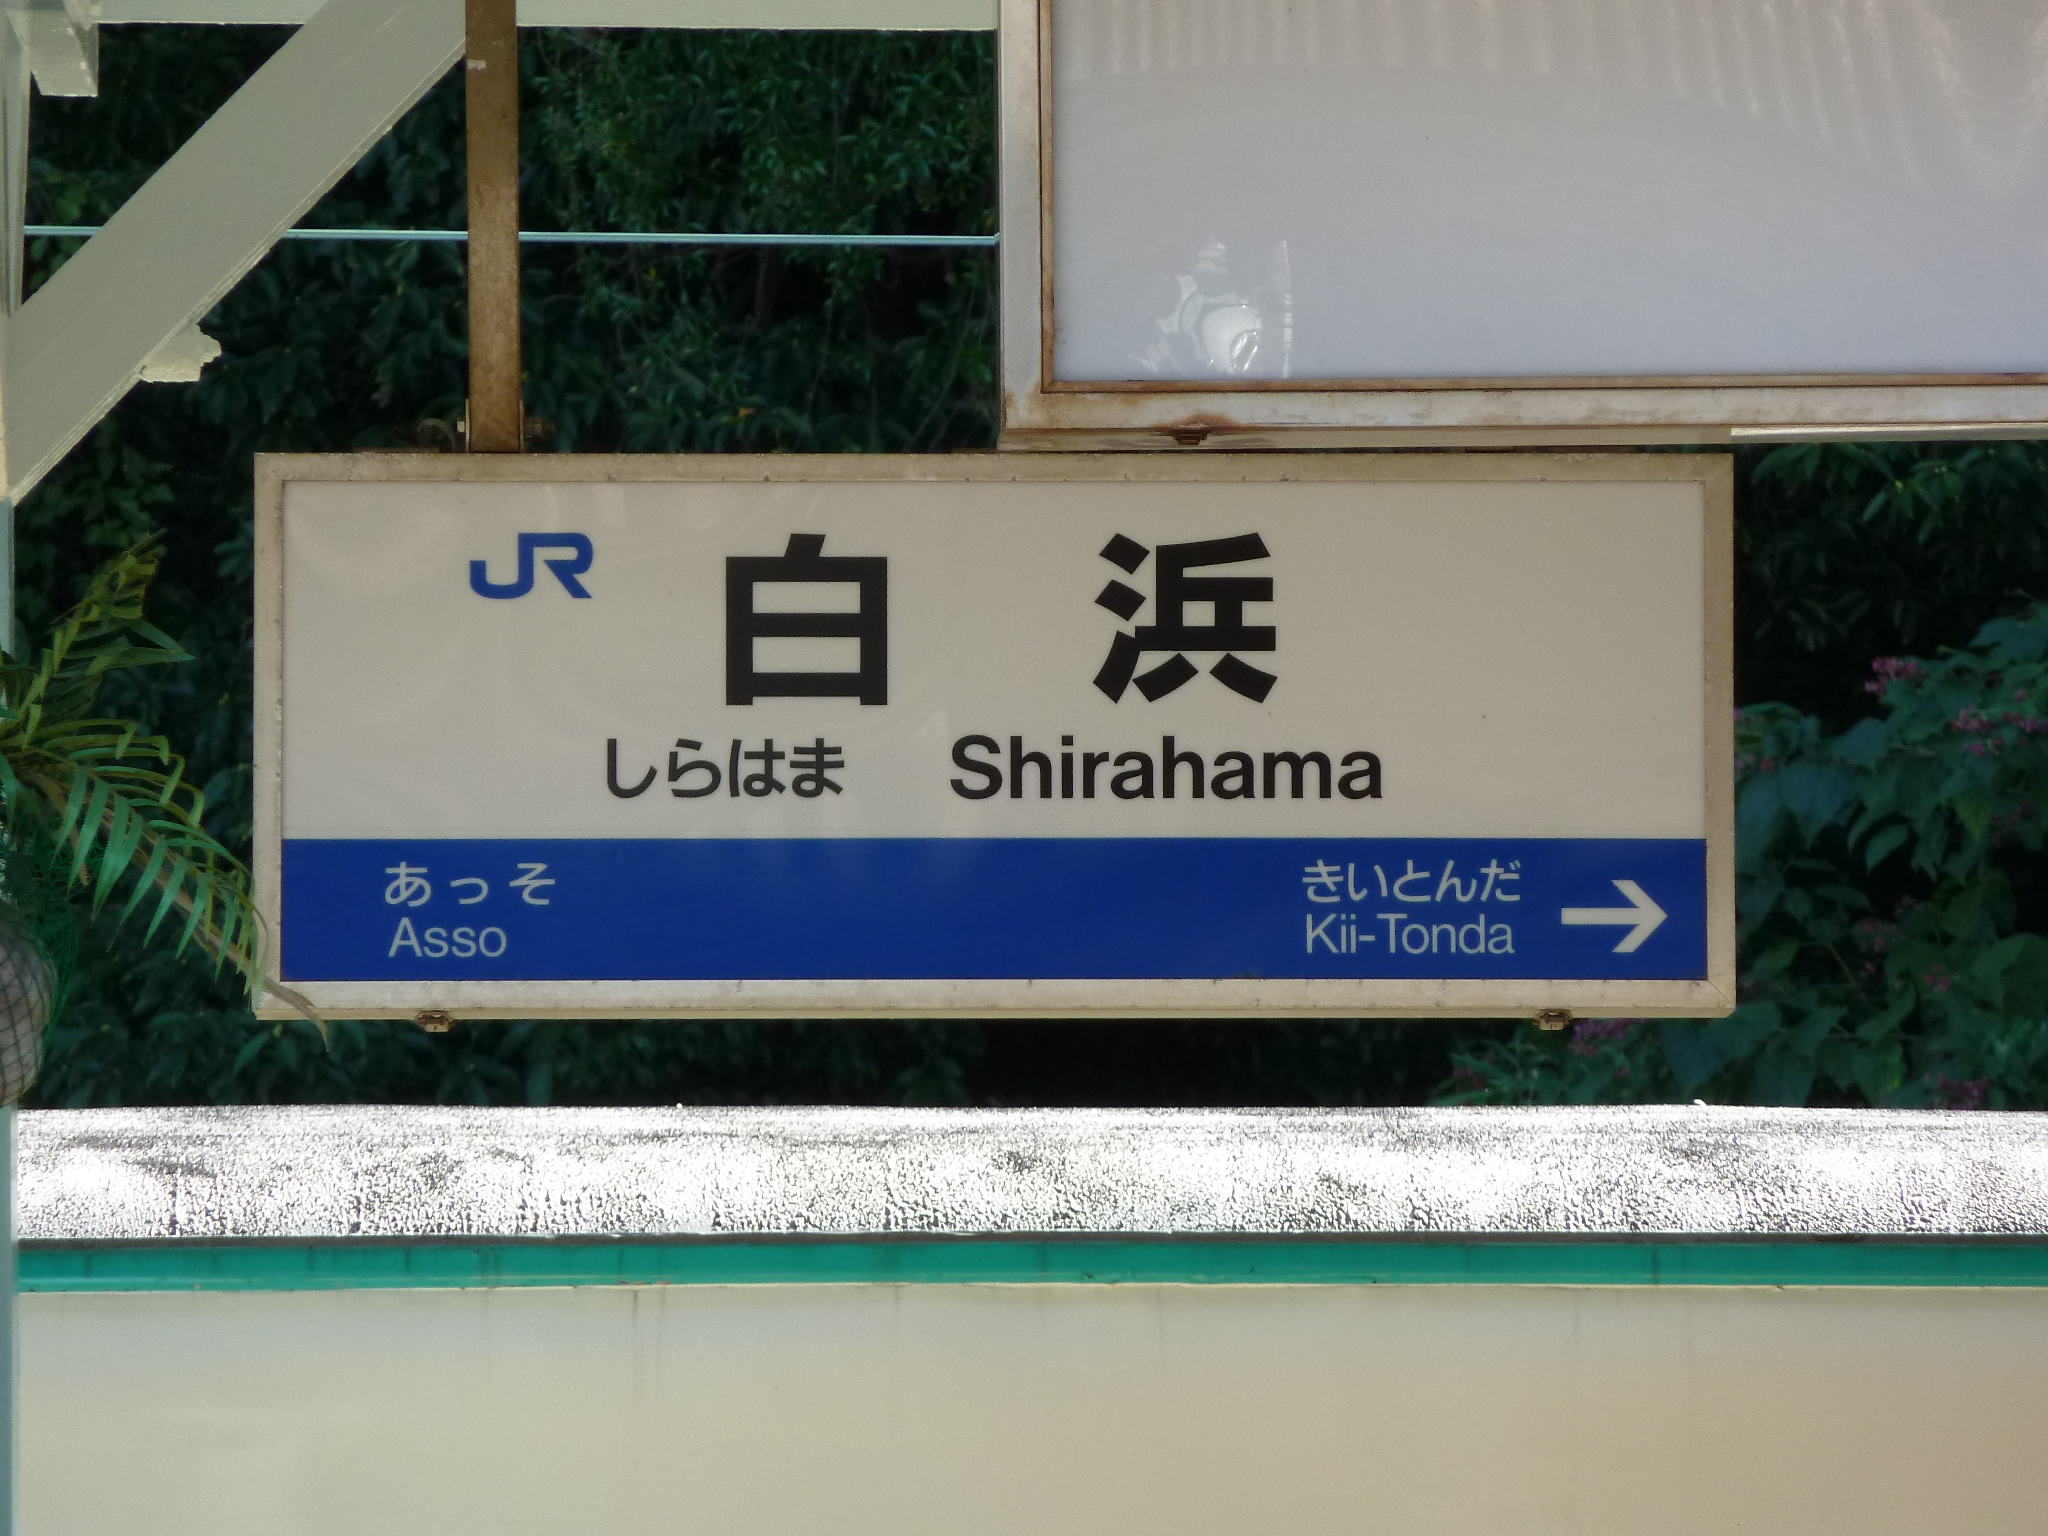 JR 白浜
しらはま Shirahama
あっそ きいとんだ
Asso Kii-Tonda →